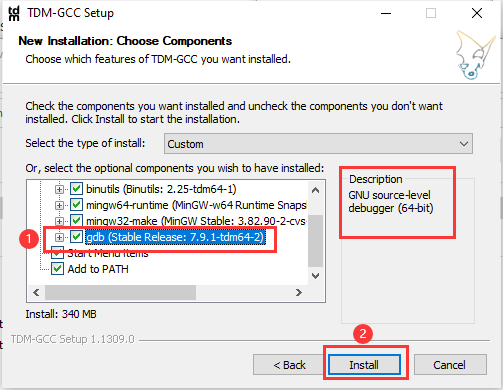 tdm
TDM-GCC Setup
New Installation: Choose Components
Choose which features of TDM-GCC you want installed.
Check the components you want installed and uncheck the components you don't want
installed. Click Install to start the installation.
Select the type of install:
Custom
Or, select the optional components you wish to have installed:
binutils (Binutils: 2.25-tdm64-1)
mingw64-runtime (MinGW-w64 Runtime Snaps
mingw32-make (MinGW Stable: 3.82.90-2-cvs
1
gdb (Stable Release: 7.9.1-tdm64-2)
Start Menu items
Add to PATH
Description
GNU source-level
debugger (64-bit)
Install: 340 MB
TDM-GCC Setup 1.1309.0
2
< Back
Install
Cancel